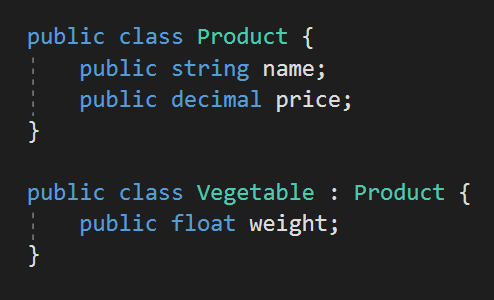 public class Product {
    public string name;
    public decimal price;
}

public class Vegetable : Product {
    public float weight;
}